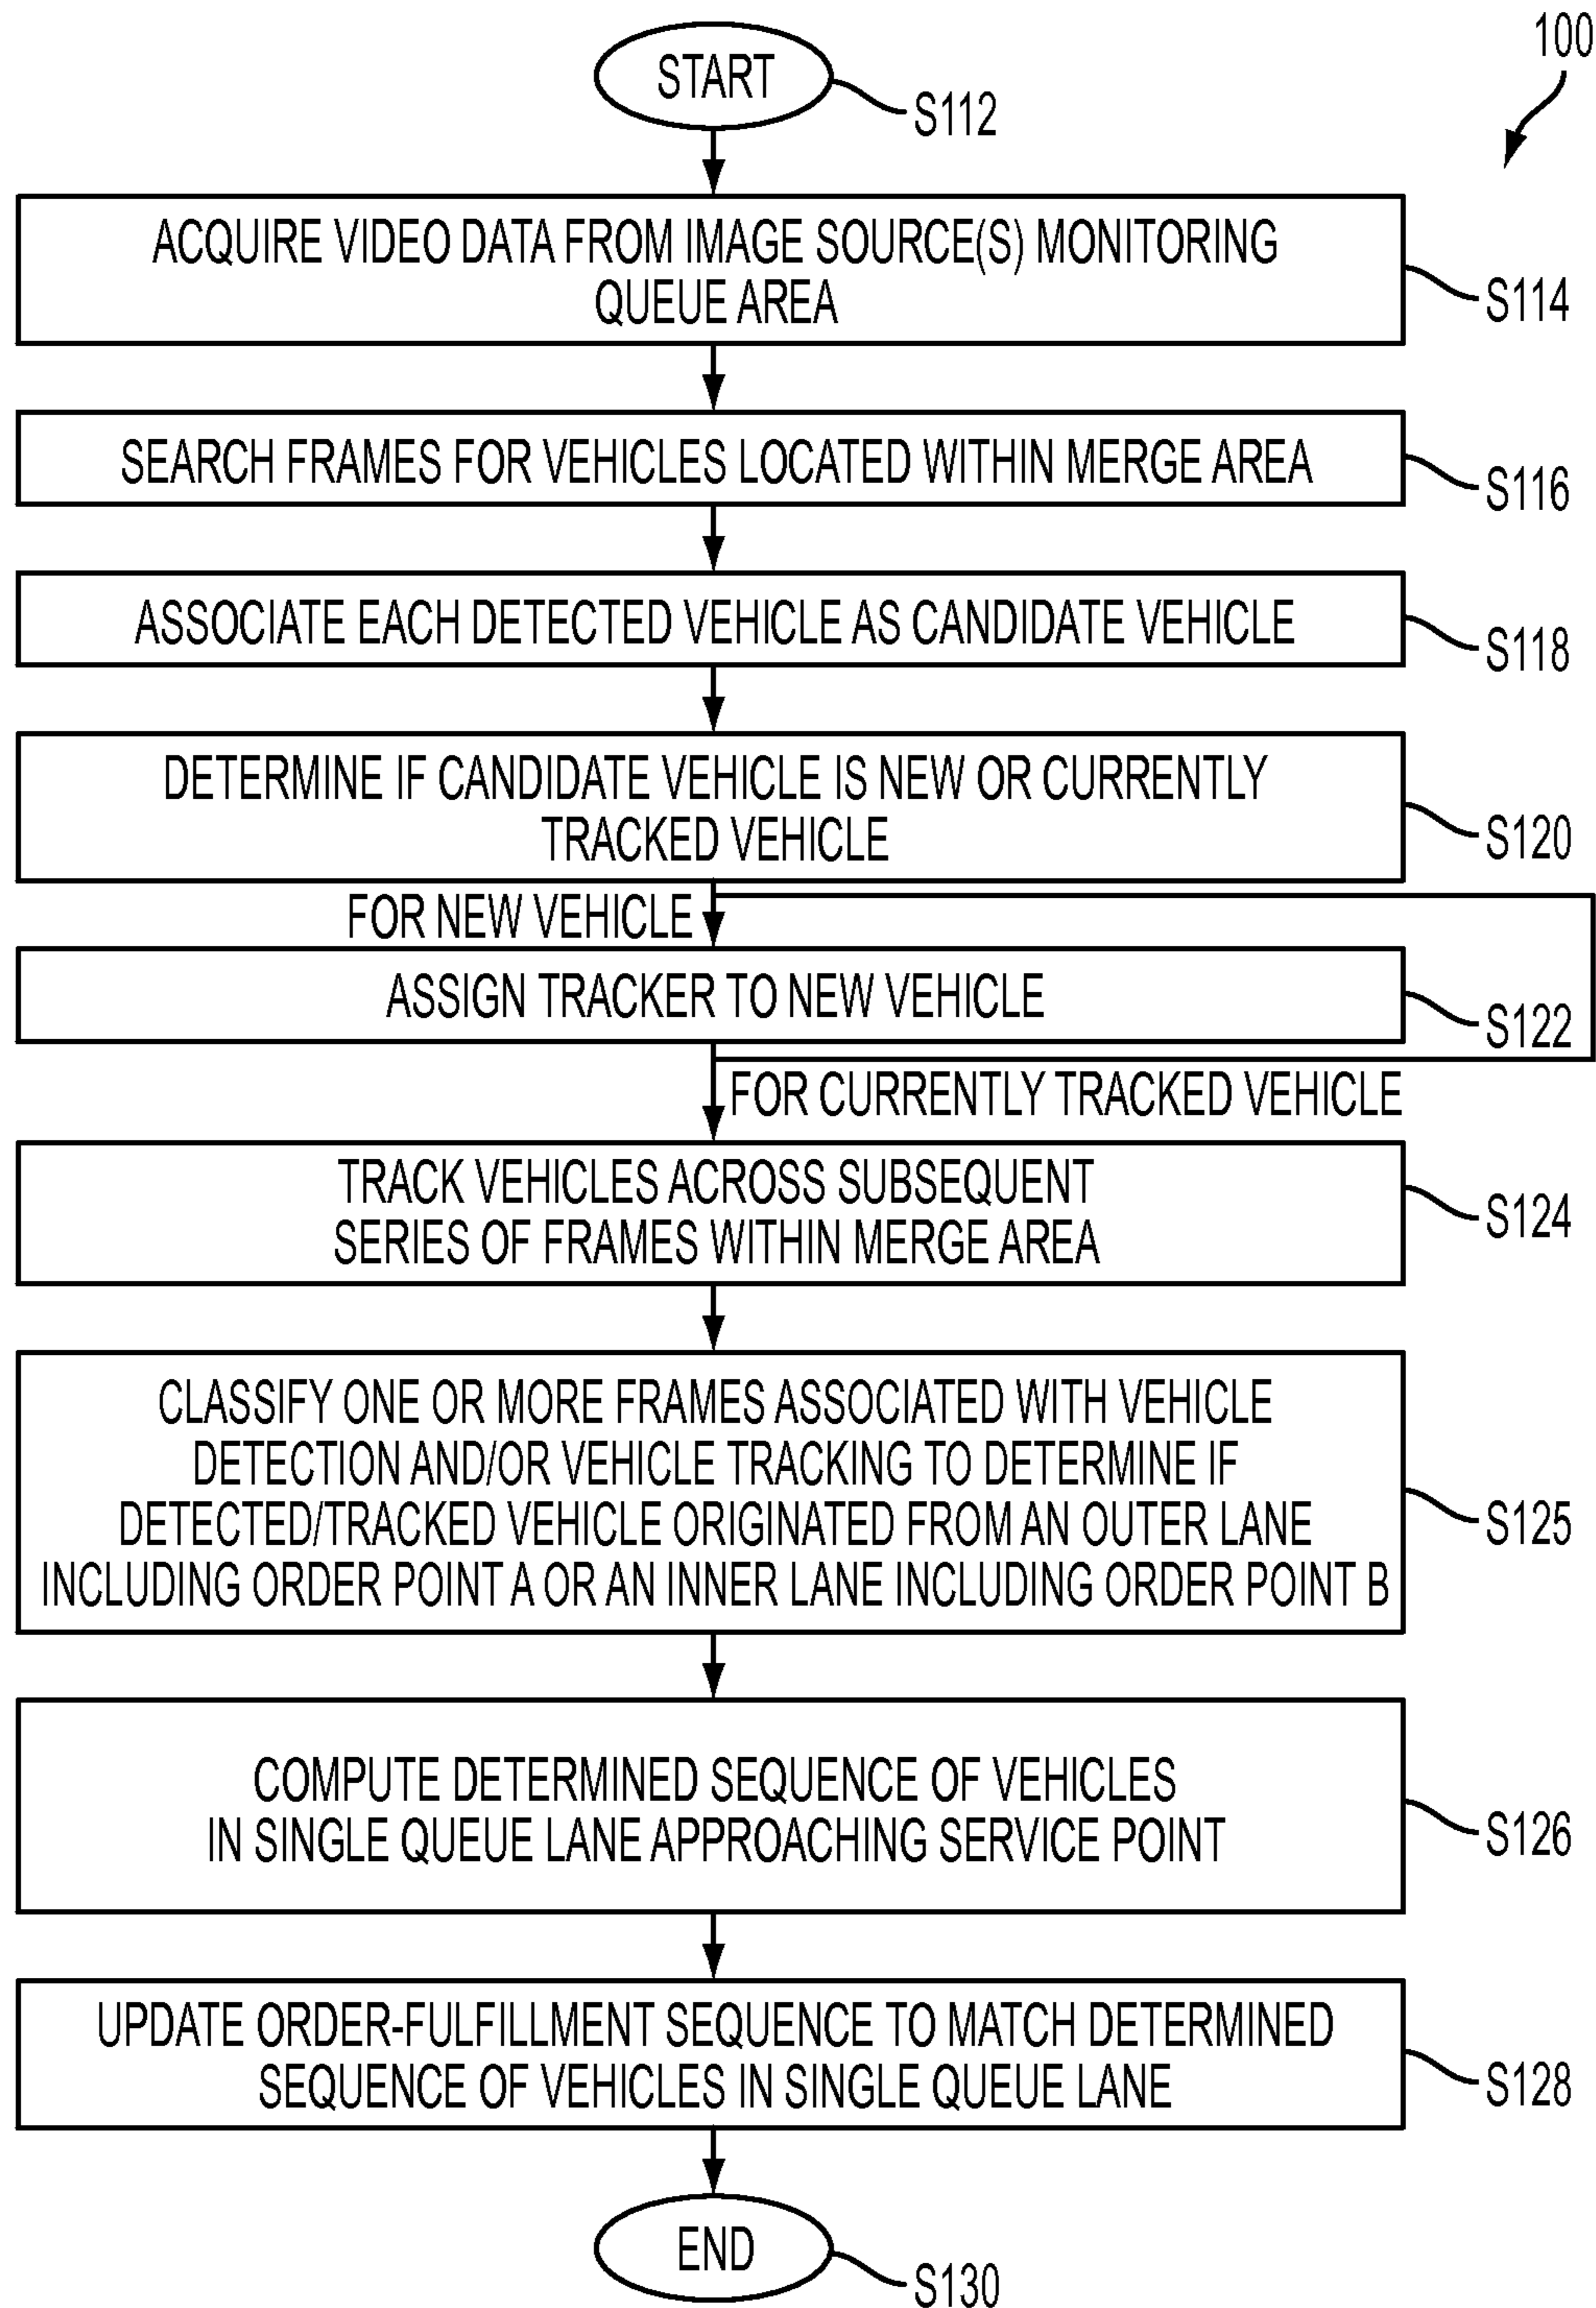 100
START
S112
ACQUIRE VIDEO DATA FROM IMAGE SOURCE(S) MONITORING
QUEUE AREA
S114
SEARCH FRAMES FOR VEHICLES LOCATED WITHIN MERGE AREA
S116
ASSOCIATE EACH DETECTED VEHICLE AS CANDIDATE VEHICLE
S118
DETERMINE IF CANDIDATE VEHICLE IS NEW OR CURRENTLY
TRACKED VEHICLE
S120
FOR NEW VEHICLE
ASSIGN TRACKER TO NEW VEHICLE
S122
FOR CURRENTLY TRACKED VEHICLE
TRACK VEHICLES ACROSS SUBSEQUENT
SERIES OF FRAMES WITHIN MERGE AREA
S124
CLASSIFY ONE OR MORE FRAMES ASSOCIATED WITH VEHICLE
DETECTION AND/OR VEHICLE TRACKING TO DETERMINE IF
DETECTED/TRACKED VEHICLE ORIGINATED FROM AN OUTER LANE
INCLUDING ORDER POINT A OR AN INNER LANE INCLUDING ORDER POINT B
S125
COMPUTE DETERMINED SEQUENCE OF VEHICLES
IN SINGLE QUEUE LANE APPROACHING SERVICE POINT
S126
UPDATE ORDER-FULFILLMENT SEQUENCE TO MATCH DETERMINED
SEQUENCE OF VEHICLES IN SINGLE QUEUE LANE
S128
END
S130